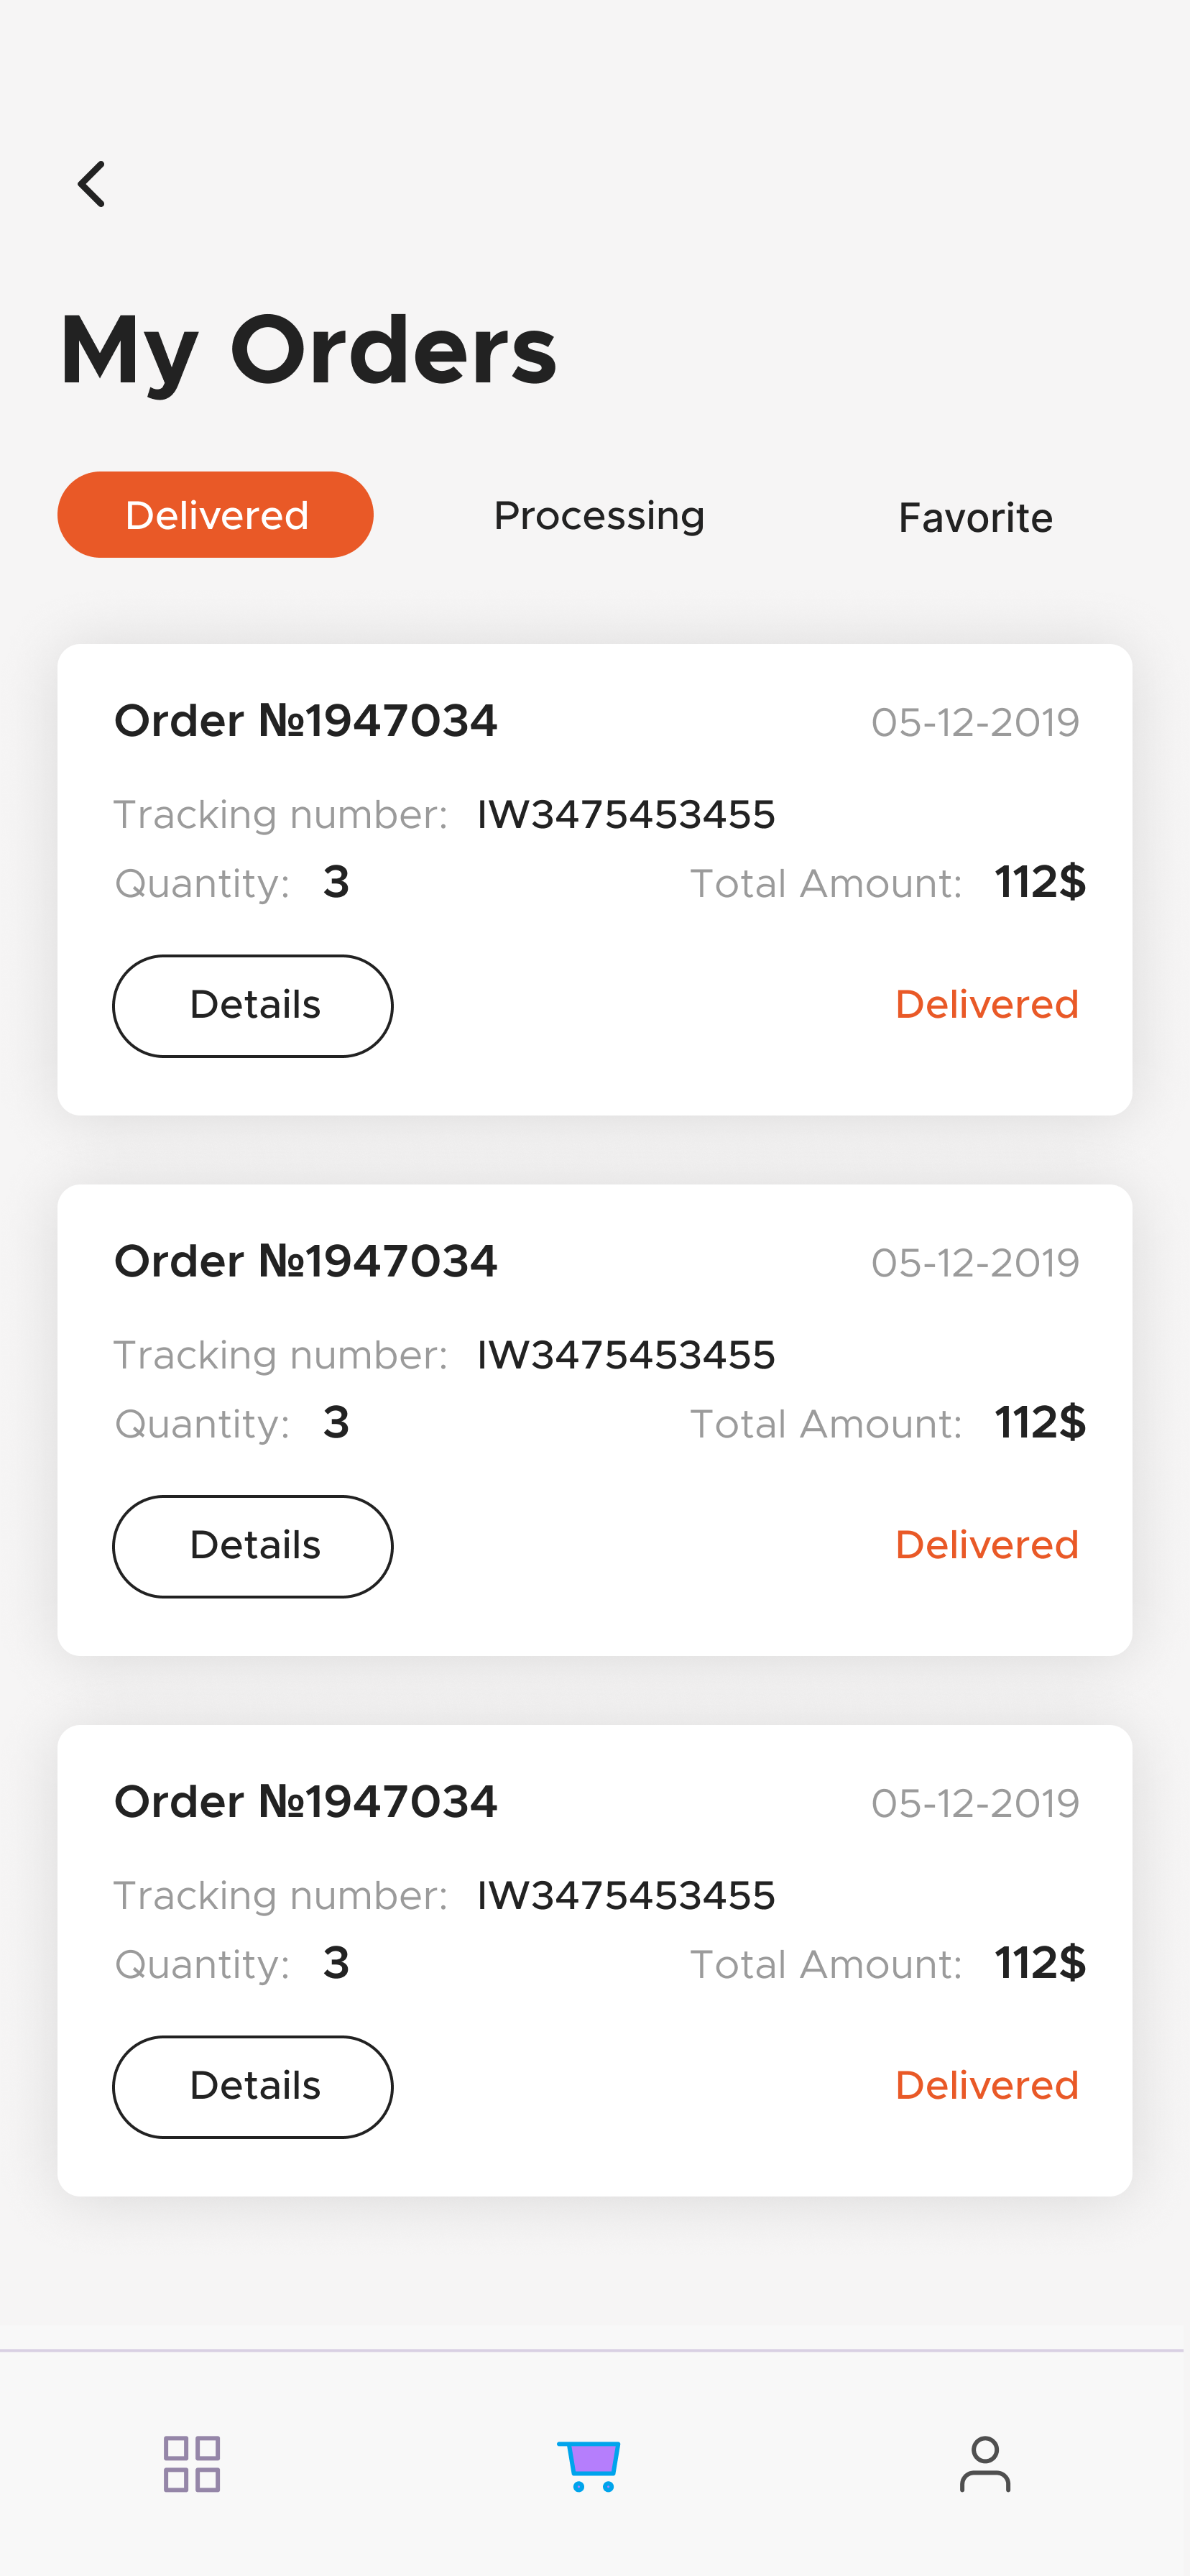 My Orders
Delivered Processing Favorite
Order №1947034 05-12-2019
Tracking number: IW3475453455
Quantity: 3 Total Amount: 112$
Details Delivered
Order №1947034 05-12-2019
Tracking number: IW3475453455
Quantity: 3 Total Amount: 112$
Details Delivered
Order №1947034 05-12-2019
Tracking number: IW3475453455
Quantity: 3 Total Amount: 112$
Details Delivered